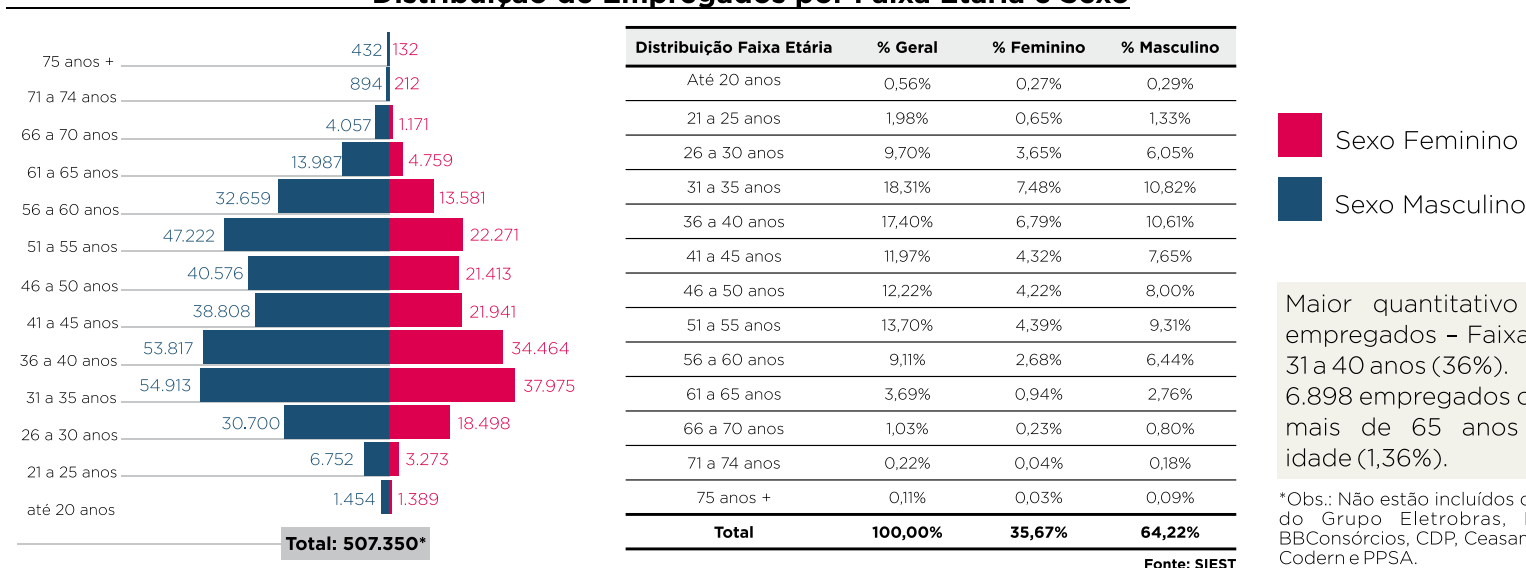 Distribuição de Empregados por Faixa Etária e Sexo
75 anos + 432 132
71 a 74 anos 894 212
66 a 70 anos 4.057 1.171
61 a 65 anos 13.987 4.759
56 a 60 anos 32.659 13.581
51 a 55 anos 47.222 22.271
46 a 50 anos 40.576 21.413
41 a 45 anos 38.808 21.941
36 a 40 anos 53.817 34.464
31 a 35 anos 54.913 37.975
26 a 30 anos 30.700 18.498
21 a 25 anos 6.752 3.273
até 20 anos 1.454 1.389
Total: 507.350*
Distribuição Faixa Etária % Geral % Feminino % Masculino
Até 20 anos 0,56% 0,27% 0,29%
21 a 25 anos 1,98% 0,65% 1,33%
26 a 30 anos 9,70% 3,65% 6,05%
31 a 35 anos 18,31% 7,48% 10,82%
36 a 40 anos 17,40% 6,79% 10,61%
41 a 45 anos 11,97% 4,32% 7,65%
46 a 50 anos 12,22% 4,22% 8,00%
51 a 55 anos 13,70% 4,39% 9,31%
56 a 60 anos 9,11% 2,68% 6,44%
61 a 65 anos 3,69% 0,94% 2,76%
66 a 70 anos 1,03% 0,23% 0,80%
71 a 74 anos 0,22% 0,04% 0,18%
75 anos + 0,11% 0,03% 0,09%
Total 100,00% 35,67% 64,22%
Fonte: SIEST
Sexo Feminino
Sexo Masculino
Maior quantitativo
empregados – Faixa
31 a 40 anos (36%).
6.898 empregados
mais de 65 anos
idade (1,36%).
*Obs.: Não estão incluídos
do Grupo Eletrobras,
BBConsórcios, CDP,
Codern e PPSA.